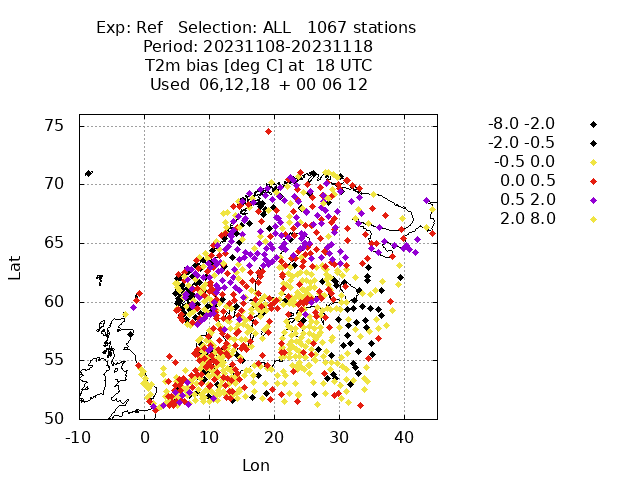 Exp: Ref Selection: ALL 1067 stations
Period: 20231108-20231118
T2m bias [deg C] at 18 UTC
Used 06,12,18 + 00 06 12
-8.0 -2.0
-2.0 -0.5
-0.5 0.0
0.0 0.5
0.5 2.0
2.0 8.0
75
70
65
60
55
50
Lat
-10 0 10 20 30 40
Lon